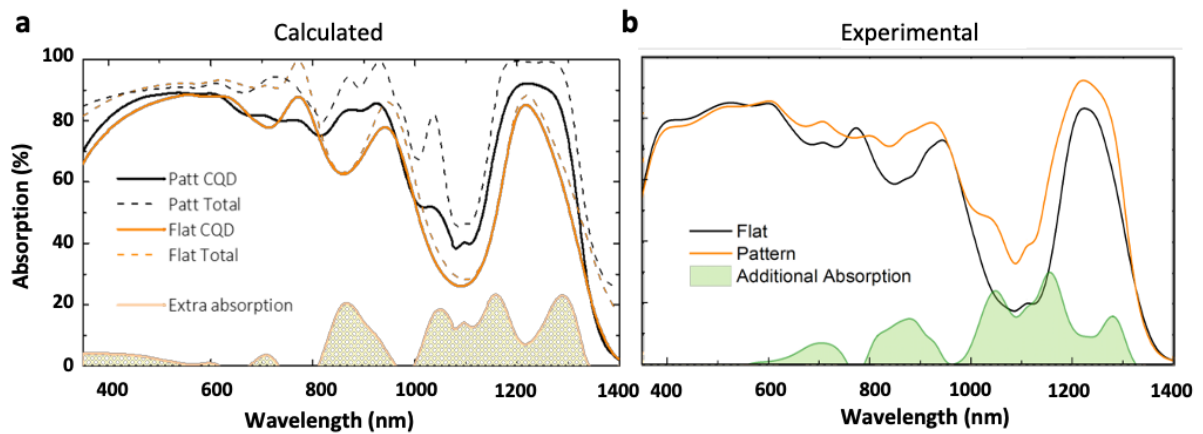 a
Calculated
Absorption (%)
100
80
60
40
20
0
Patt CQD
Patt Total
Flat CQD
Flat Total
Extra absorption
400 600 800 1000 1200 1400
Wavelength (nm)
b
Experimental
Flat
Pattern
Additional Absorption
400 600 800 1000 1200 1400
Wavelength (nm)